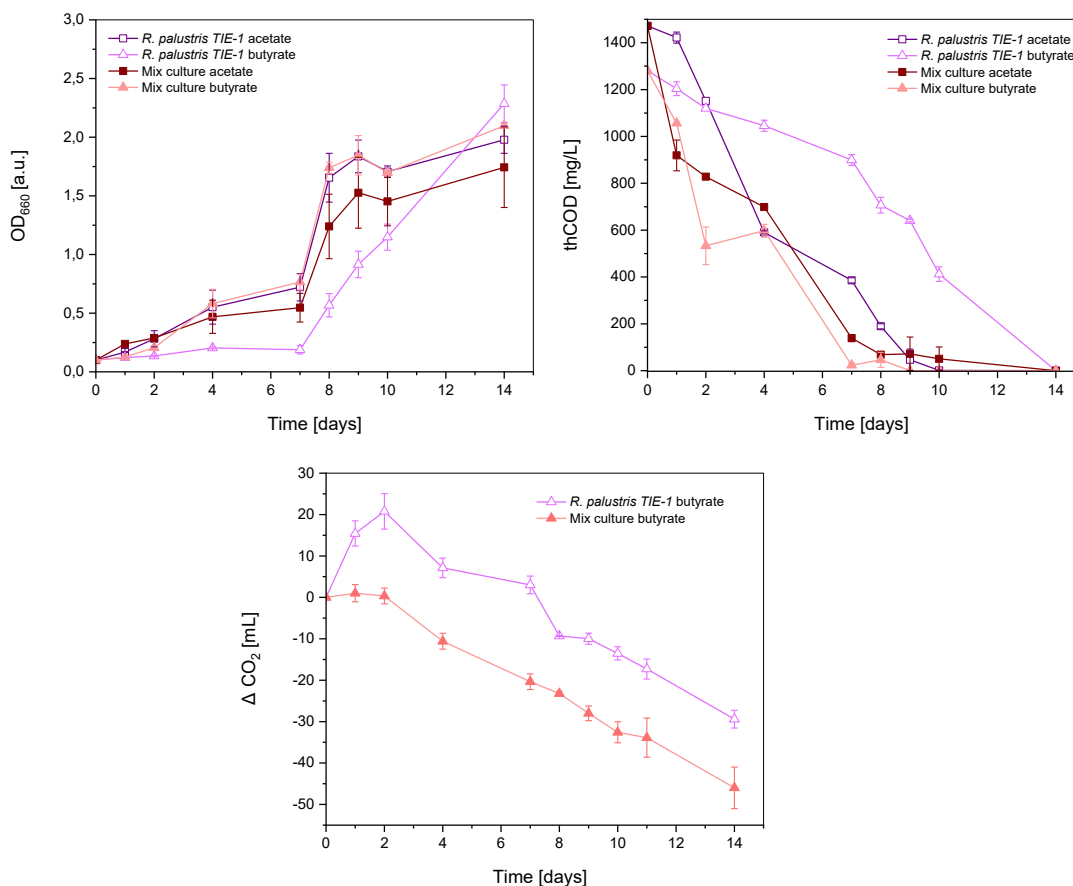 3,0
2,5
2,0
1,5
1,0
0,5
0,0
OD660 [a.u.]
R. palustris TIE-1 acetate
R. palustris TIE-1 butyrate
Mix culture acetate
Mix culture butyrate
0 2 4 6 8 10 12 14
Time [days]
1400
1200
1000
800
600
400
200
0
thCOD [mg/L]
R. palustris TIE-1 acetate
R. palustris TIE-1 butyrate
Mix culture acetate
Mix culture butyrate
0 2 4 6 8 10 12 14
Time [days]
30
20
10
0
-10
-20
-30
-40
-50
Δ CO2 [mL]
R. palustris TIE-1 butyrate
Mix culture butyrate
0 2 4 6 8 10 12 14
Time [days]